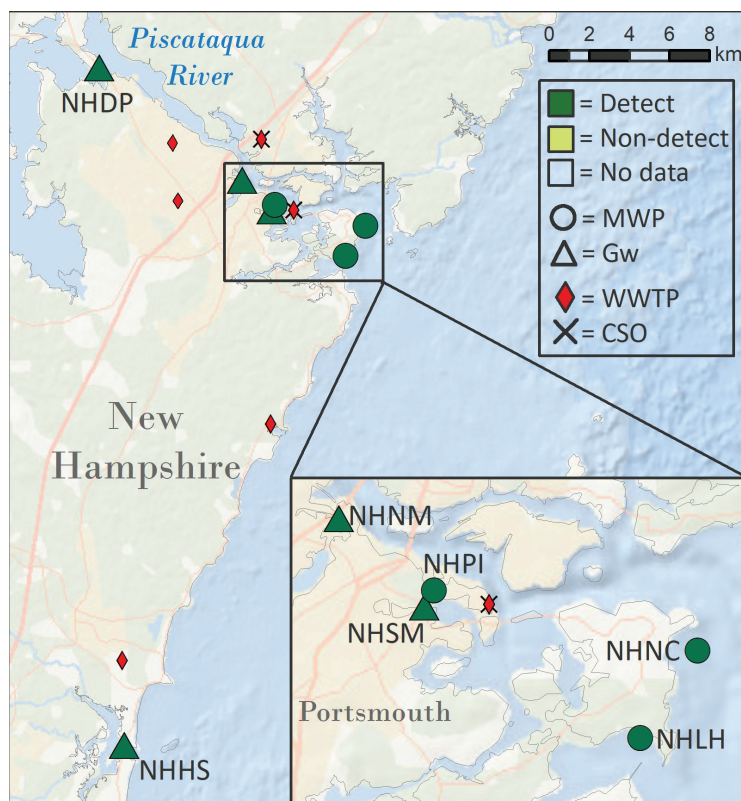 Piscataqua
River
0 2 4 6 8
km
NHDP
= Detect
= Non-detect
= No data
= MWP
= Gw
= WWTP
= CSO
New
Hampshire
NHNM
NHPI
NHSM
NHNC
Portsmouth
NHLH
NHHS